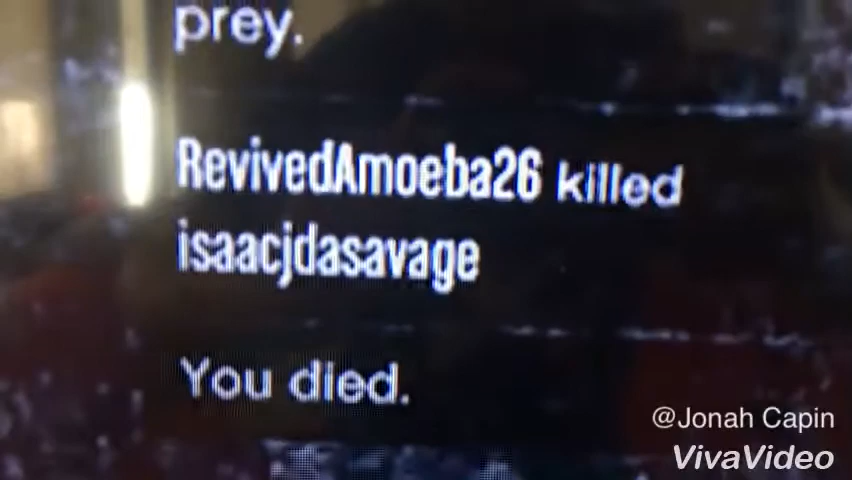 prey.
RevivedAmoeba26 killed
isaacjdasavage
You died.
@Jonah Capin
VivaVideo